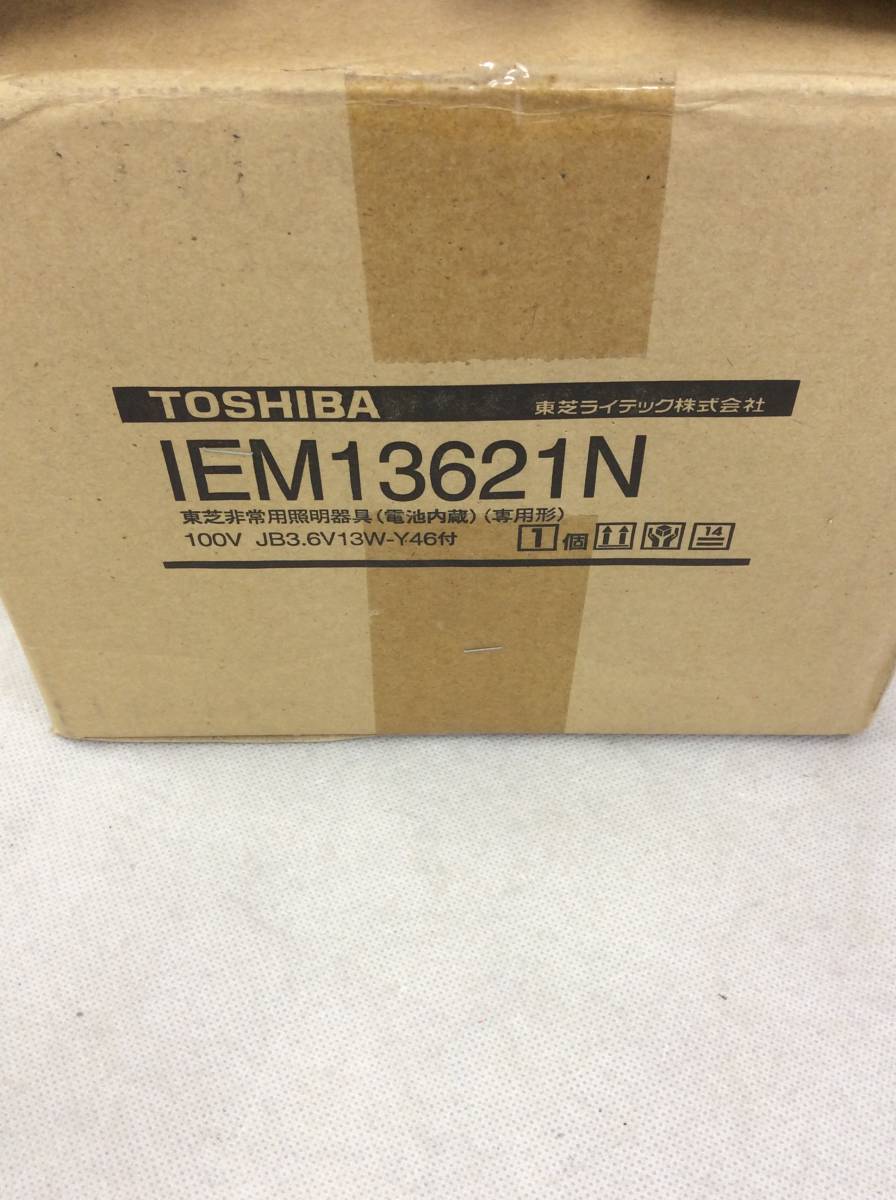 TOSHIBA 東芝ライテック株式会社
IEM13621N
東芝非常用照明器具(電池内蔵)(専用形)
100V JB3.6V13W-Y46付 1個 14